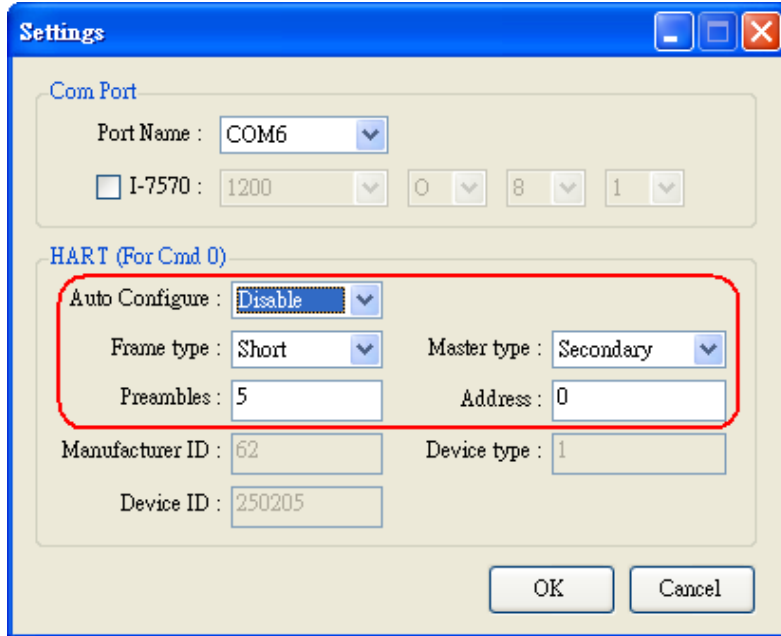 Settings
Com Port
Port Name : COM6
I-7570 : 1200 O 8 1
HART (For Cmd 0)
Auto Configure : Disable
Frame type : Short Master type : Secondary
Preambles : 5 Address : 0
Manufacturer ID : 62 Device type : 1
Device ID : 250205
OK Cancel